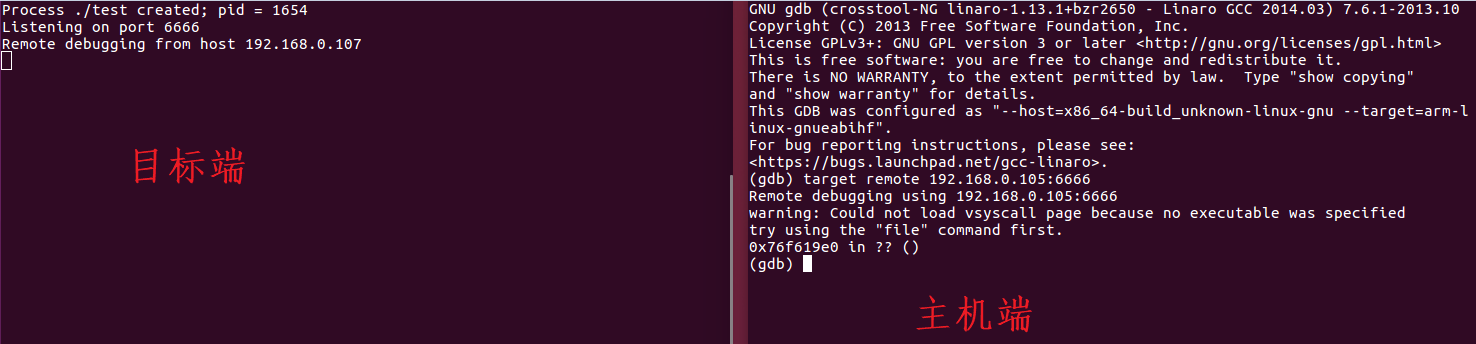 Process ./test created; pid = 1654
Listening on port 6666
Remote debugging from host 192.168.0.107
目标端
GNU gdb (crosstool-NG linaro-1.13.1+bzr2650 - Linaro GCC 2014.03) 7.6.1-2013.10
Copyright (C) 2013 Free Software Foundation, Inc.
License GPLv3+: GNU GPL version 3 or later <http://gnu.org/licenses/gpl.html>
This is free software: you are free to change and redistribute it.
There is NO WARRANTY, to the extent permitted by law.  Type "show copying"
and "show warranty" for details.
This GDB was configured as "--host=x86_64-build_unknown-linux-gnu --target=arm-l
inux-gnueabihf".
For bug reporting instructions, please see:
<https://bugs.launchpad.net/gcc-linaro>.
(gdb) target remote 192.168.0.105:6666
Remote debugging using 192.168.0.105:6666
warning: Could not load vsyscall page because no executable was specified
try using the "file" command first.
0x76f619e0 in ?? ()
(gdb)
主机端